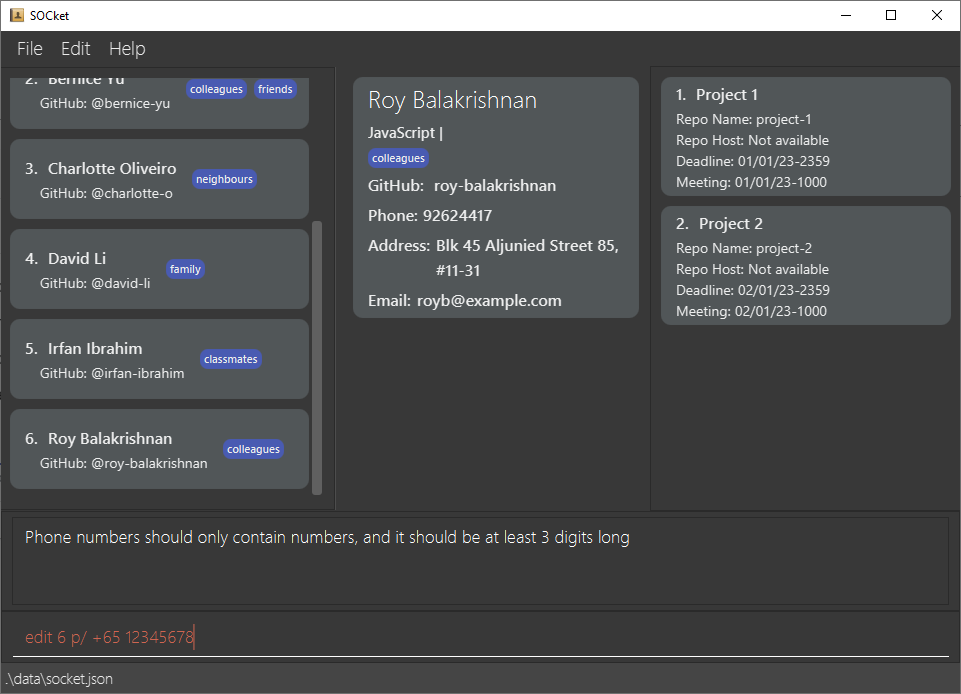 SOCket
File Edit Help
2. Bernice Yu
colleagues friends
GitHub: @bernice-yu
3. Charlotte Oliveiro
neighbours
GitHub: @charlotte-o
4. David Li
family
GitHub: @david-li
5. Irfan Ibrahim
classmates
GitHub: @irfan-ibrahim
6. Roy Balakrishnan
colleagues
GitHub: @roy-balakrishnan
Roy Balakrishnan
JavaScript |
colleagues
GitHub: roy-balakrishnan
Phone: 92624417
Address: Blk 45 Aljunied Street 85,
#11-31
Email: royb@example.com
1. Project 1
Repo Name: project-1
Repo Host: Not available
Deadline: 01/01/23-2359
Meeting: 01/01/23-1000
2. Project 2
Repo Name: project-2
Repo Host: Not available
Deadline: 02/01/23-2359
Meeting: 02/01/23-1000
Phone numbers should only contain numbers, and it should be at least 3 digits long
edit 6 p/ +65 12345678
.\data\socket.json